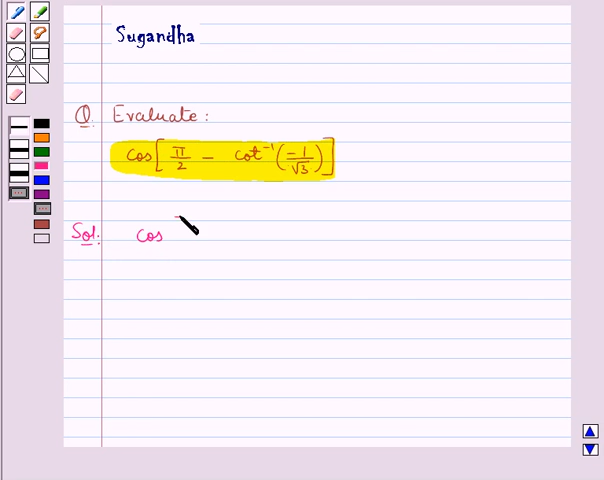 Sugandha
Q. Evaluate :
cos[ π/2 - cot⁻¹(-1/√3) ]
Sol: cos